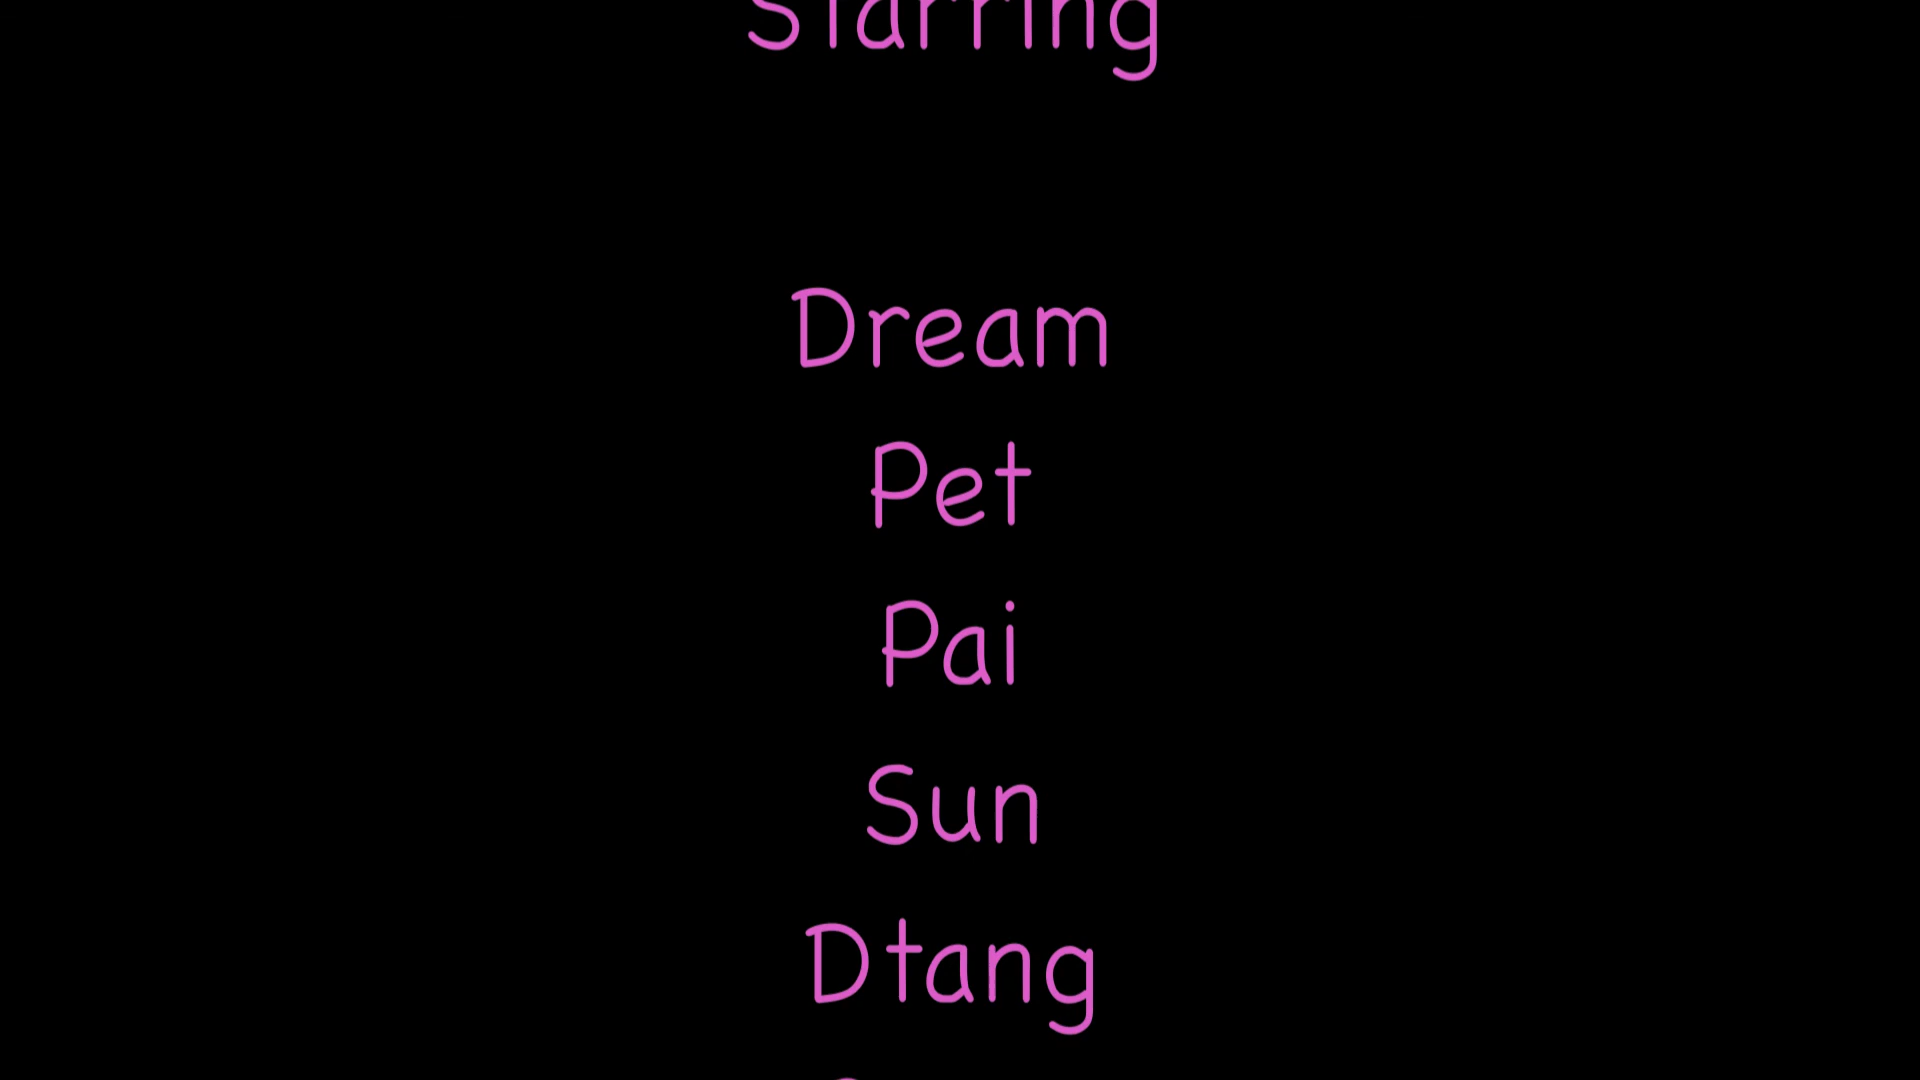 Starring
Dream
Pet
Pai
Sun
Dtang